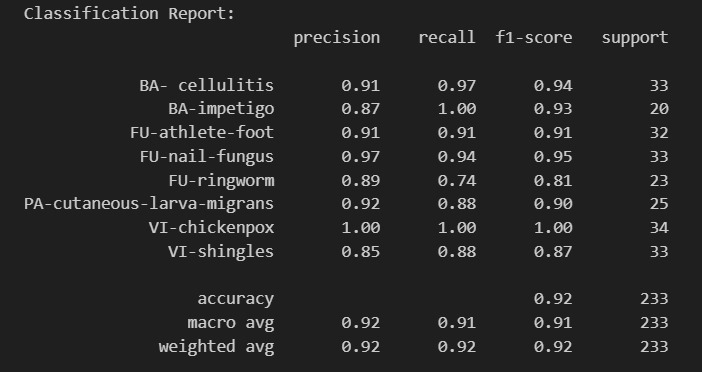 Classification Report:
precision recall f1-score support
BA- cellulitis 0.91 0.97 0.94 33
BA-impetigo 0.87 1.00 0.93 20
FU-athlete-foot 0.91 0.91 0.91 32
FU-nail-fungus 0.97 0.94 0.95 33
FU-ringworm 0.89 0.74 0.81 23
PA-cutaneous-larva-migrans 0.92 0.88 0.90 25
VI-chickenpox 1.00 1.00 1.00 34
VI-shingles 0.85 0.88 0.87 33
accuracy 0.92 233
macro avg 0.92 0.91 0.91 233
weighted avg 0.92 0.92 0.92 233